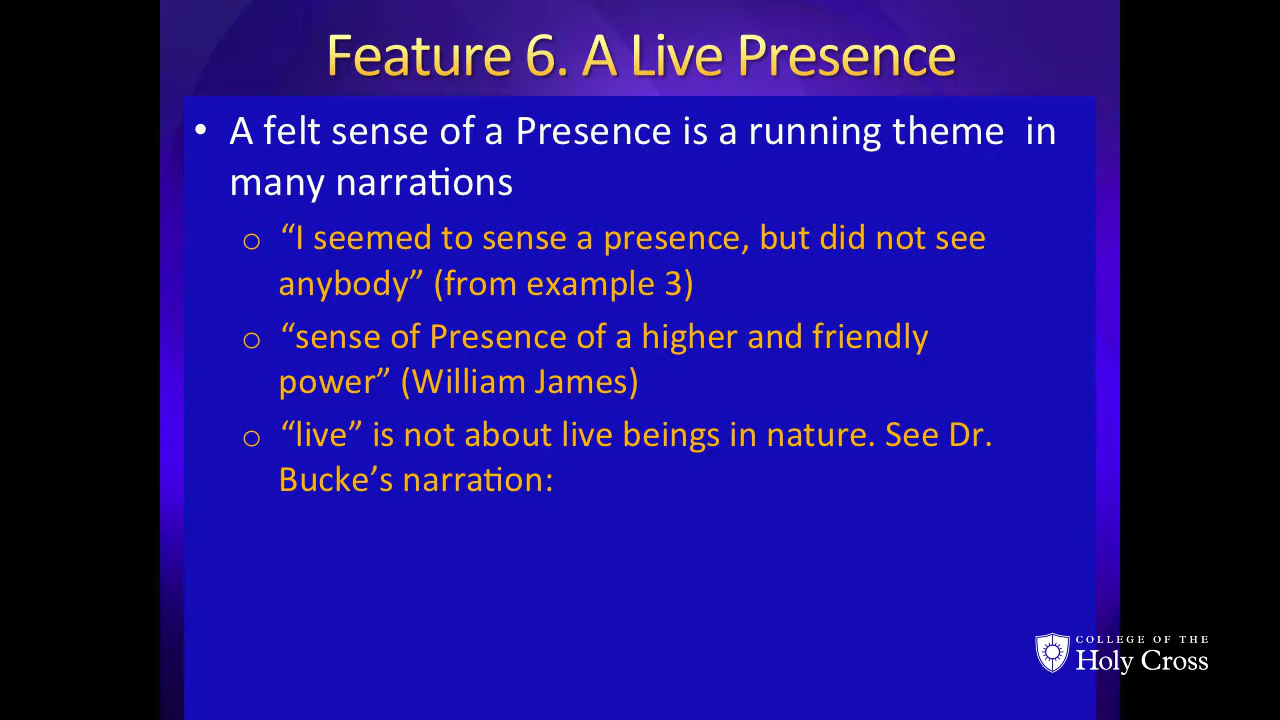 Feature 6. A Live Presence
• A felt sense of a Presence is a running theme in
many narrations
o “I seemed to sense a presence, but did not see
anybody” (from example 3)
o “sense of Presence of a higher and friendly
power” (William James)
o “live” is not about live beings in nature. See Dr.
Bucke’s narration:
COLLEGE OF THE
Holy Cross